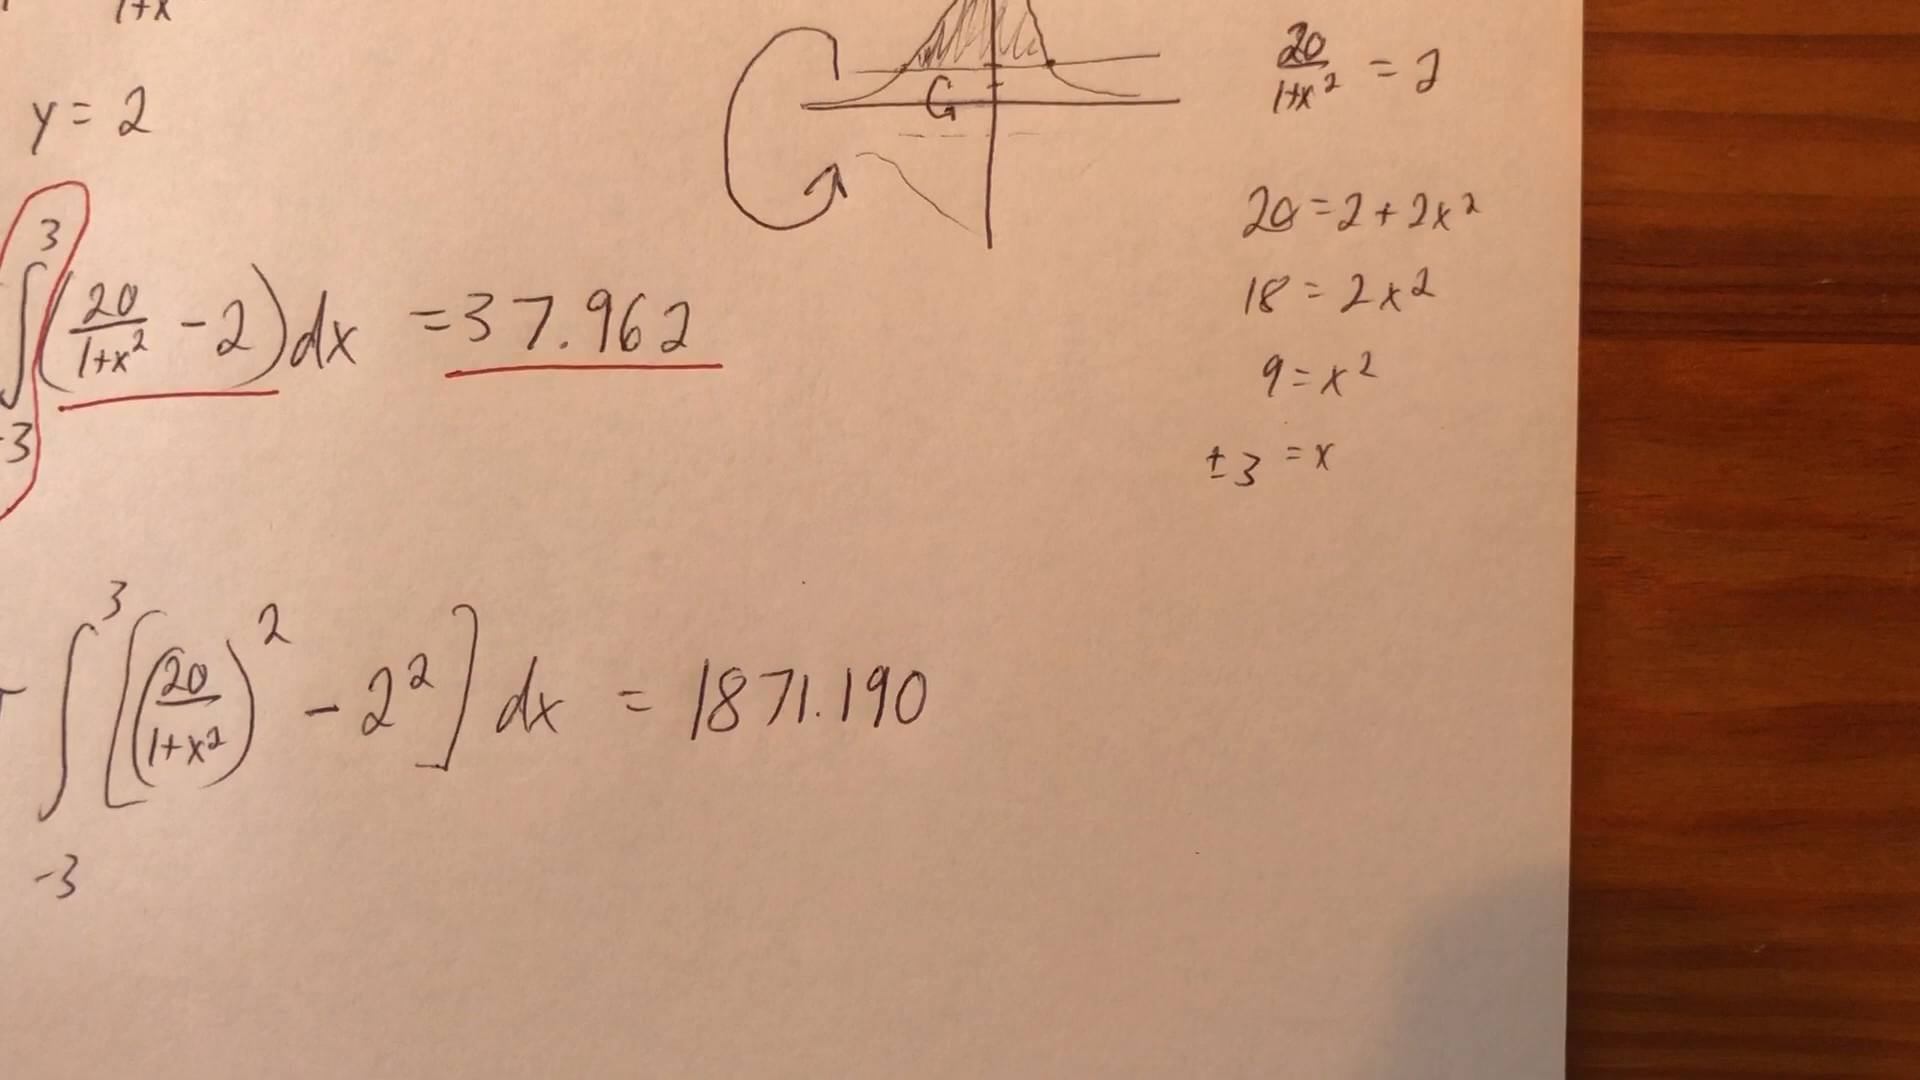 1+x
y = 2
3
∫ (20/(1+x²) - 2) dx = 37.962
-3
G
20/(1+x²) = 2
20 = 2 + 2x²
18 = 2x²
9 = x²
±3 = x
3
∫ [(20/(1+x²))² - 2²] dx = 1871.190
-3